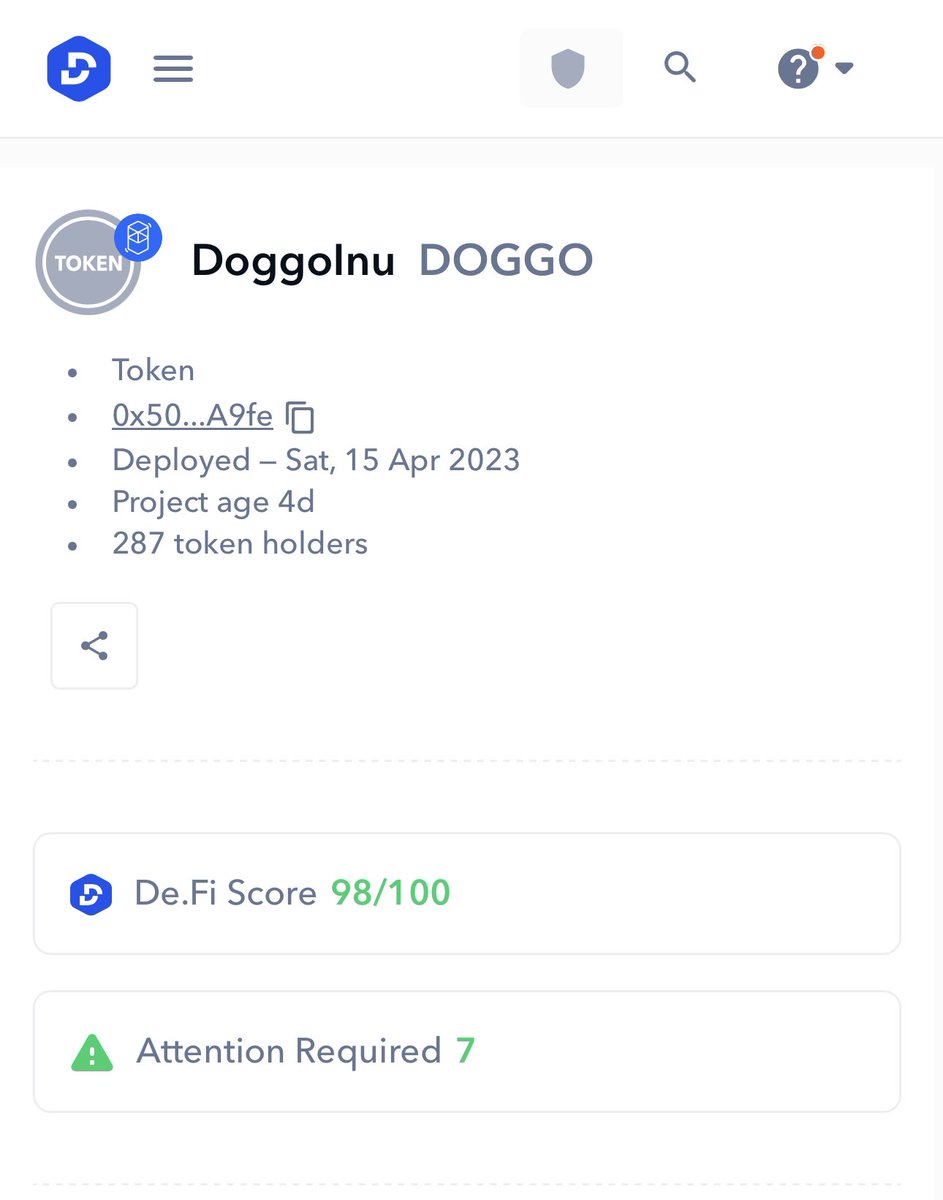 TOKEN
DoggoInu DOGGO
Token
0x50...A9fe
Deployed – Sat, 15 Apr 2023
Project age 4d
287 token holders
De.Fi Score 98/100
Attention Required 7